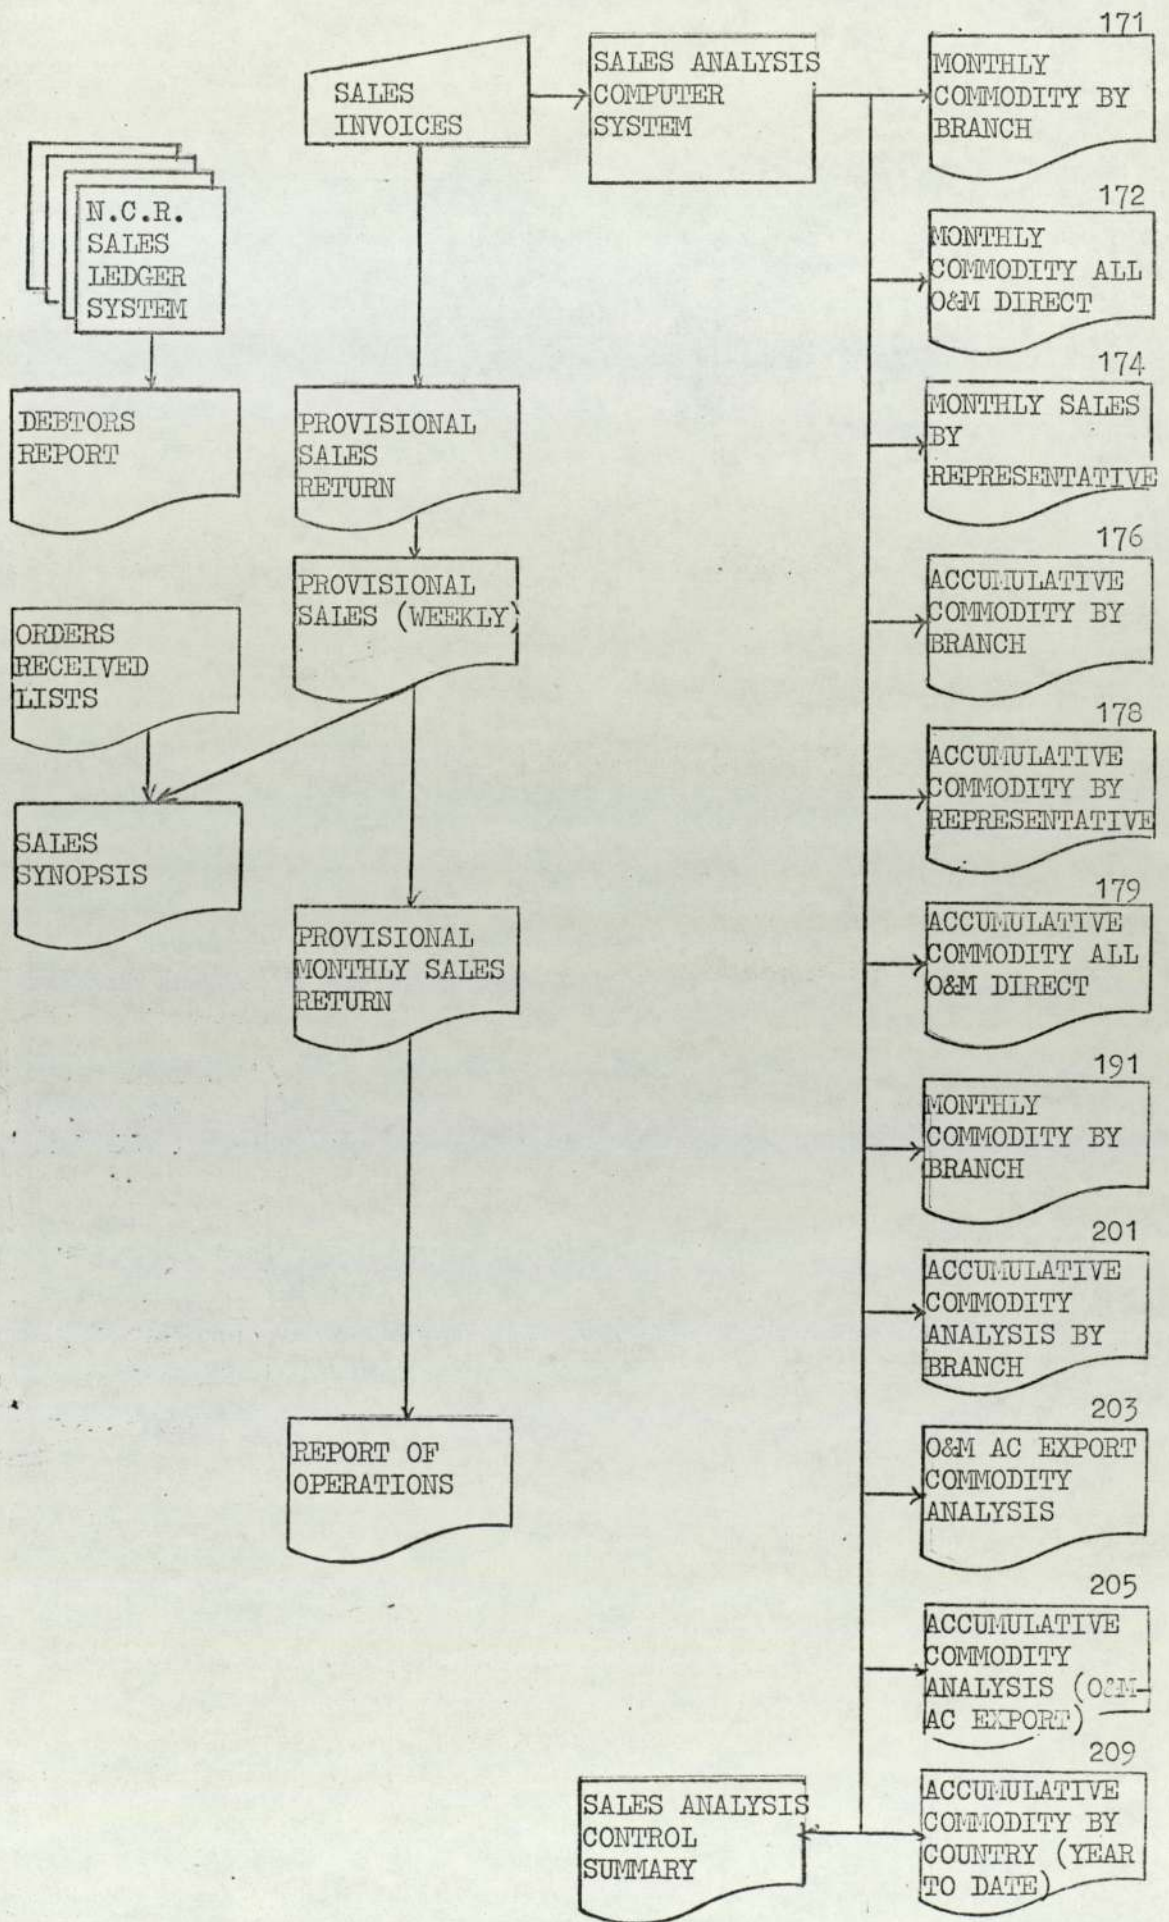 SALES
INVOICES
SALES ANALYSIS
COMPUTER
SYSTEM
N.C.R.
SALES
LEDGER
SYSTEM
DEBTORS
REPORT
PROVISIONAL
SALES
RETURN
PROVISIONAL
SALES (WEEKLY)
ORDERS
RECEIVED
LISTS
SALES
SYNOPSIS
PROVISIONAL
MONTHLY SALES
RETURN
REPORT OF
OPERATIONS
171
MONTHLY
COMMODITY BY
BRANCH
172
MONTHLY
COMMODITY ALL
O&M DIRECT
174
MONTHLY SALES
BY
REPRESENTATIVE
176
ACCUMULATIVE
COMMODITY BY
BRANCH
178
ACCUMULATIVE
COMMODITY BY
REPRESENTATIVE
179
ACCUMULATIVE
COMMODITY ALL
O&M DIRECT
191
MONTHLY
COMMODITY BY
BRANCH
201
ACCUMULATIVE
COMMODITY
ANALYSIS BY
BRANCH
203
O&M AC EXPORT
COMMODITY
ANALYSIS
205
ACCUMULATIVE
COMMODITY
ANALYSIS (O&M
AC EXPORT)
209
ACCUMULATIVE
COMMODITY BY
COUNTRY (YEAR
TO DATE)
SALES ANALYSIS
CONTROL
SUMMARY